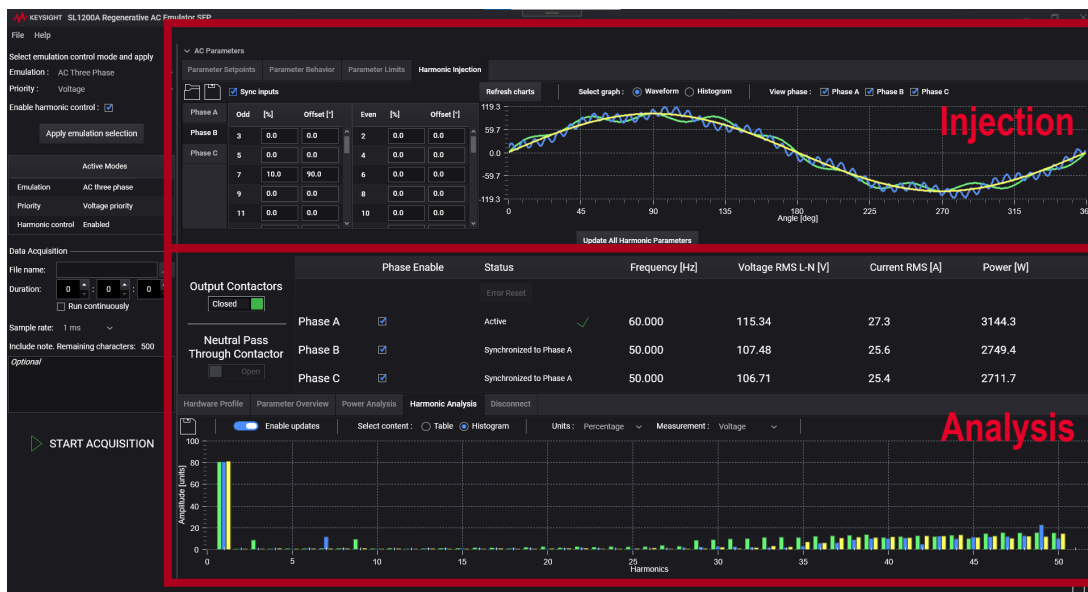 KEYSIGHT SL1200A Regenerative AC Emulator SFP
File Help
Select emulation control mode and apply
Emulation : AC Three Phase
Priority : Voltage
Enable harmonic control :
Apply emulation selection
Active Modes
Emulation AC three phase
Priority Voltage priority
Harmonic control Enabled
Data Acquisition
File name:
Duration: 0 : 0 : 0
Run continuously
Sample rate: 1 ms
Include note. Remaining characters: 500
Optional
START ACQUISITION
AC Parameters
Parameter Setpoints Parameter Behavior Parameter Limits Harmonic Injection
Sync inputs
Refresh charts Select graph : Waveform Histogram View phase : Phase A Phase B Phase C
Phase A
Phase B
Phase C
Odd [%] Offset [°] Even [%] Offset [°]
3 0.0 0.0 2 0.0 0.0
5 0.0 0.0 4 0.0 0.0
7 10.0 90.0 6 0.0 0.0
9 0.0 0.0 8 0.0 0.0
11 0.0 0.0 10 0.0 0.0
119.3
59.7
0.0
-59.7
-119.3
0 45 90 135 180 225 270 315 36
Angle [deg]
Injection
Update All Harmonic Parameters
Output Contactors
Closed
Neutral Pass
Through Contactor
Open
Phase Enable Status Frequency [Hz] Voltage RMS L-N [V] Current RMS [A] Power [W]
Error Reset
Phase A Active 60.000 115.34 27.3 3144.3
Phase B Synchronized to Phase A 50.000 107.48 25.6 2749.4
Phase C Synchronized to Phase A 50.000 106.71 25.4 2711.7
Hardware Profile Parameter Overview Power Analysis Harmonic Analysis Disconnect
Enable updates Select content : Table Histogram Units : Percentage Measurement : Voltage
Analysis
Amplitude [units]
100
80
60
40
20
0
0 5 10 15 20 25 30 35 40 45 50
Harmonics